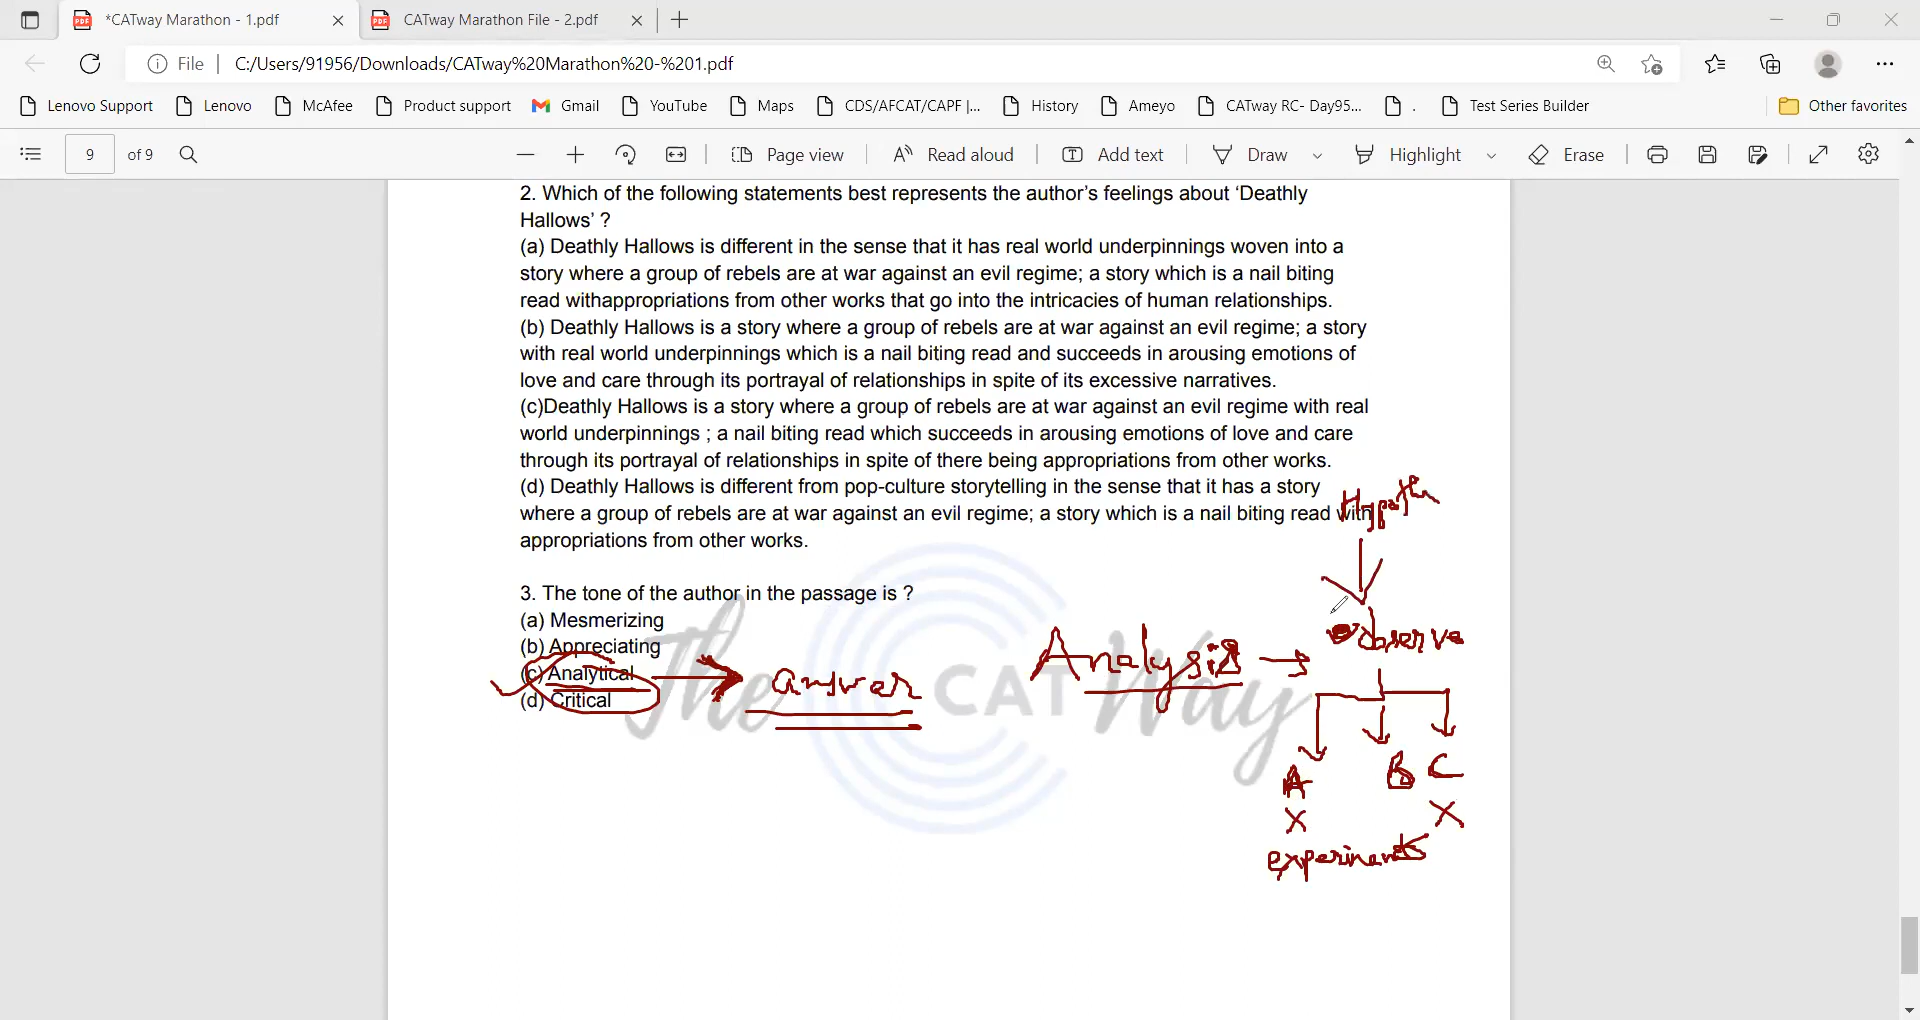 *CATway Marathon - 1.pdf
CATway Marathon File - 2.pdf
File
C:/Users/91956/Downloads/CATway%20Marathon%20-%201.pdf
Lenovo Support Lenovo McAfee Product support Gmail YouTube Maps CDS/AFCAT/CAPF |... History Ameyo CATway RC- Day95... . Test Series Builder Other favorites
9 of 9 Page view Read aloud Add text Draw Highlight Erase
2. Which of the following statements best represents the author's feelings about 'Deathly
Hallows' ?
(a) Deathly Hallows is different in the sense that it has real world underpinnings woven into a
story where a group of rebels are at war against an evil regime; a story which is a nail biting
read withappropriations from other works that go into the intricacies of human relationships.
(b) Deathly Hallows is a story where a group of rebels are at war against an evil regime; a story
with real world underpinnings which is a nail biting read and succeeds in arousing emotions of
love and care through its portrayal of relationships in spite of its excessive narratives.
(c)Deathly Hallows is a story where a group of rebels are at war against an evil regime with real
world underpinnings ; a nail biting read which succeeds in arousing emotions of love and care
through its portrayal of relationships in spite of there being appropriations from other works.
(d) Deathly Hallows is different from pop-culture storytelling in the sense that it has a story
where a group of rebels are at war against an evil regime; a story which is a nail biting read with
appropriations from other works.
3. The tone of the author in the passage is ?
(a) Mesmerizing
(b) Appreciating
(c) Analytical
(d) Critical
answer
Analysis
observe
A B C
X X
experiments
The CAT Way